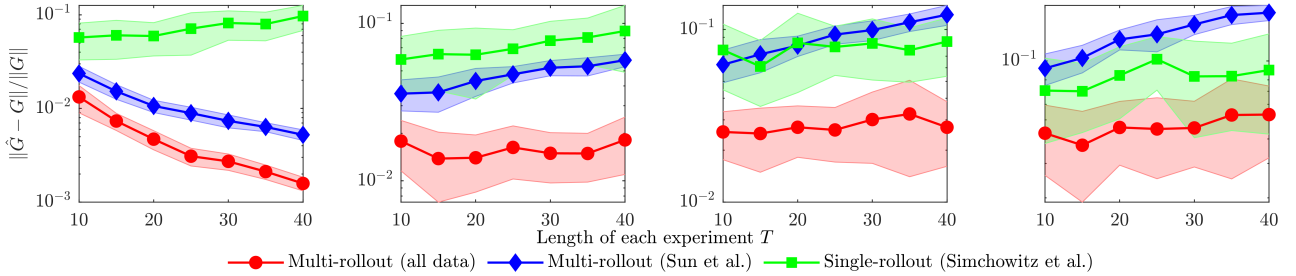 ‖Ĝ − G‖/‖G‖
10⁻¹
10⁻²
10⁻³
10 20 30 40
10⁻¹
10⁻²
10 20 30 40
10⁻¹
10⁻²
10 20 30 40
10⁻¹
10 20 30 40
Length of each experiment T
Multi-rollout (all data) Multi-rollout (Sun et al.) Single-rollout (Simchowitz et al.)